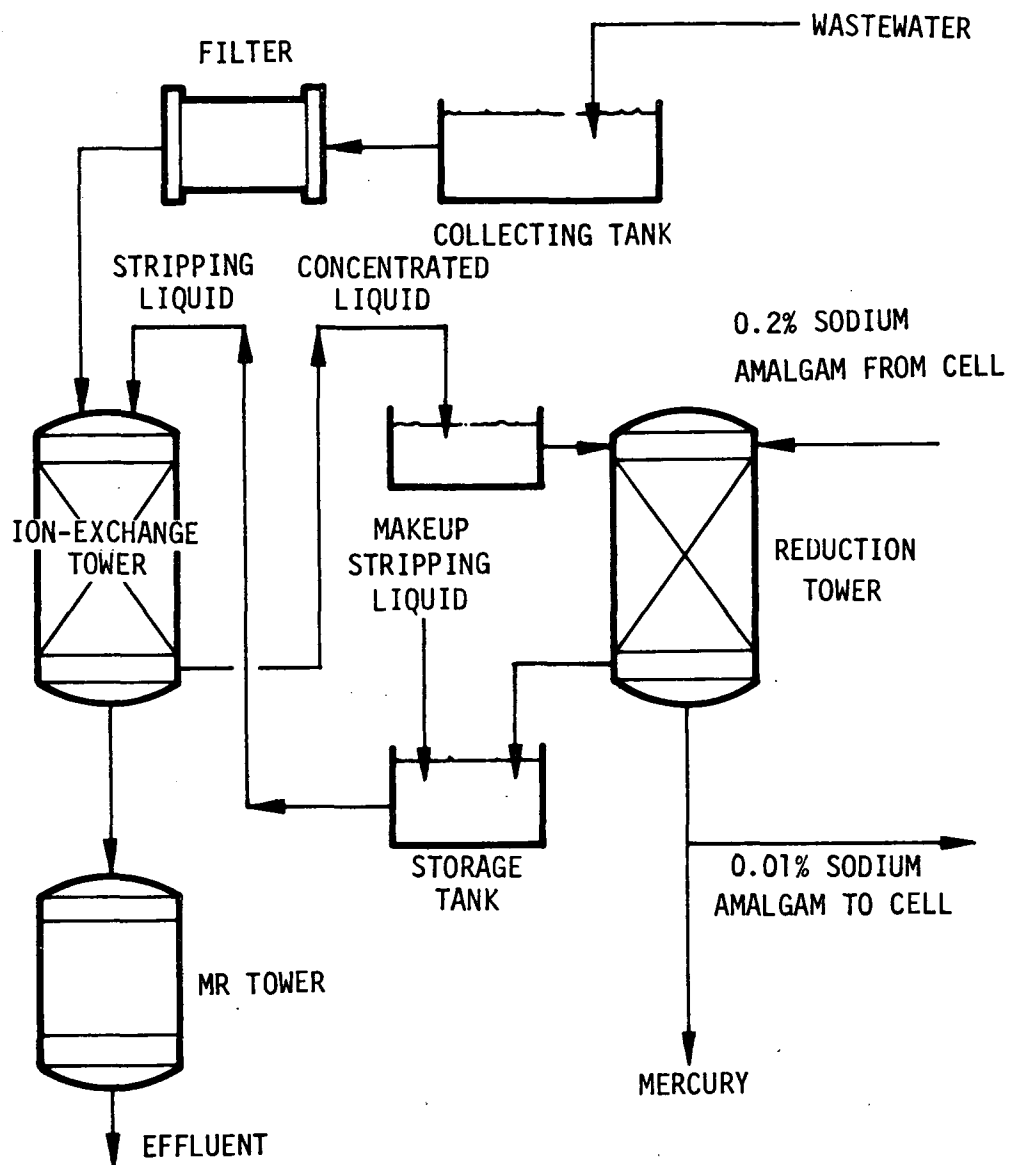 WASTEWATER
FILTER
COLLECTING TANK
STRIPPING
LIQUID
CONCENTRATED
LIQUID
0.2% SODIUM
AMALGAM FROM CELL
ION-EXCHANGE
TOWER
MAKEUP
STRIPPING
LIQUID
REDUCTION
TOWER
STORAGE
TANK
0.01% SODIUM
AMALGAM TO CELL
MR TOWER
MERCURY
EFFLUENT